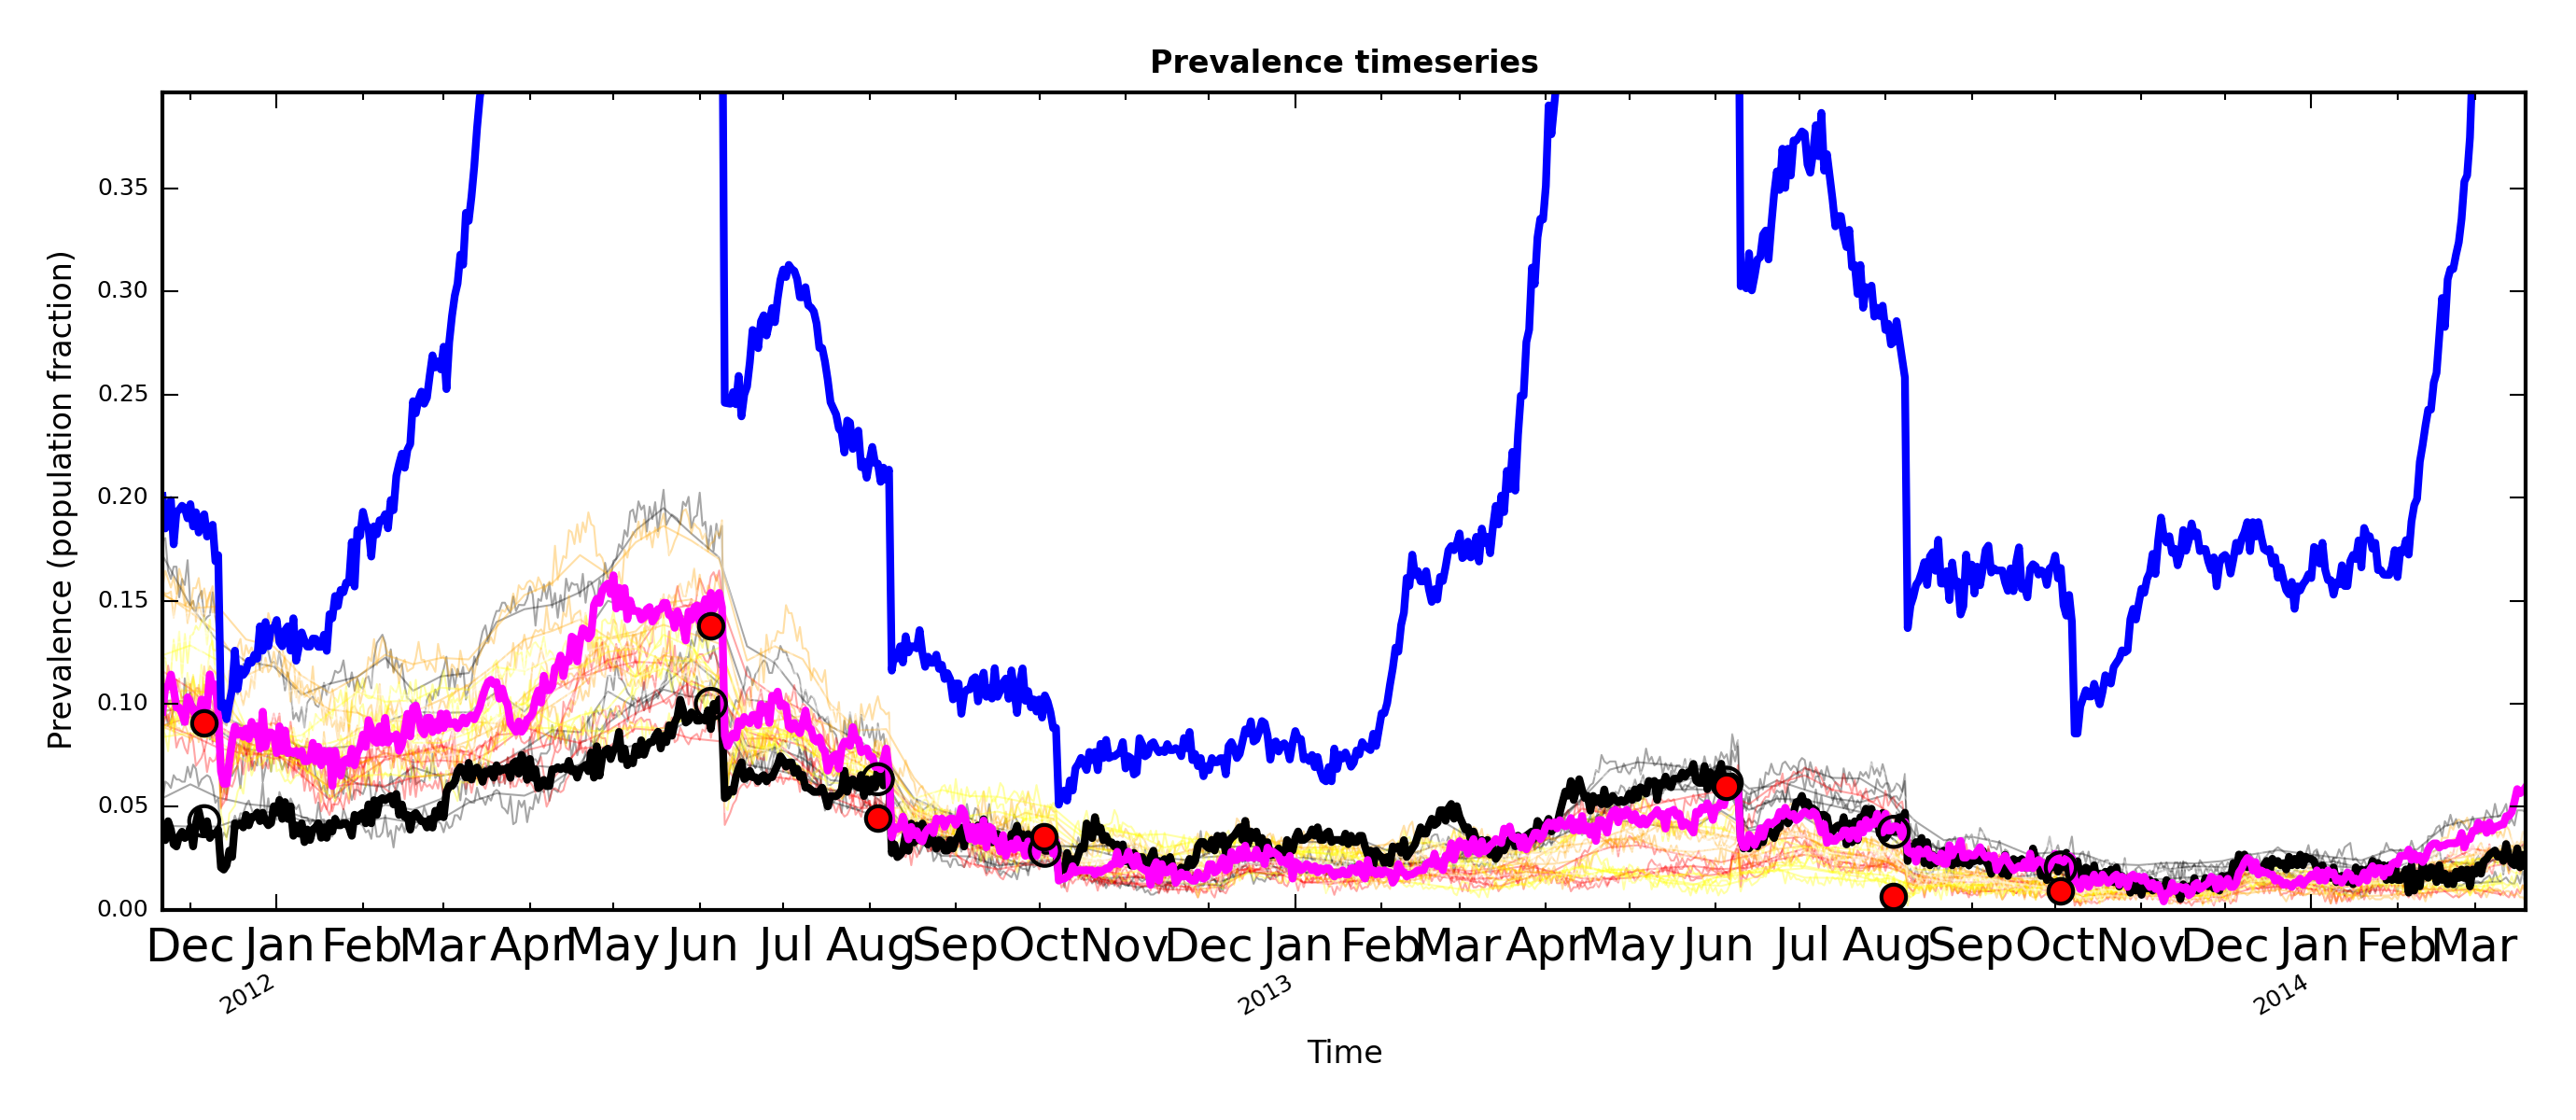 Prevalence timeseries
Prevalence (population fraction)
0.35
0.30
0.25
0.20
0.15
0.10
0.05
0.00
Dec Jan Feb Mar Apr May Jun Jul Aug Sep Oct Nov Dec Jan Feb Mar Apr May Jun Jul Aug Sep Oct Nov Dec Jan Feb Mar
2012 2013 2014
Time